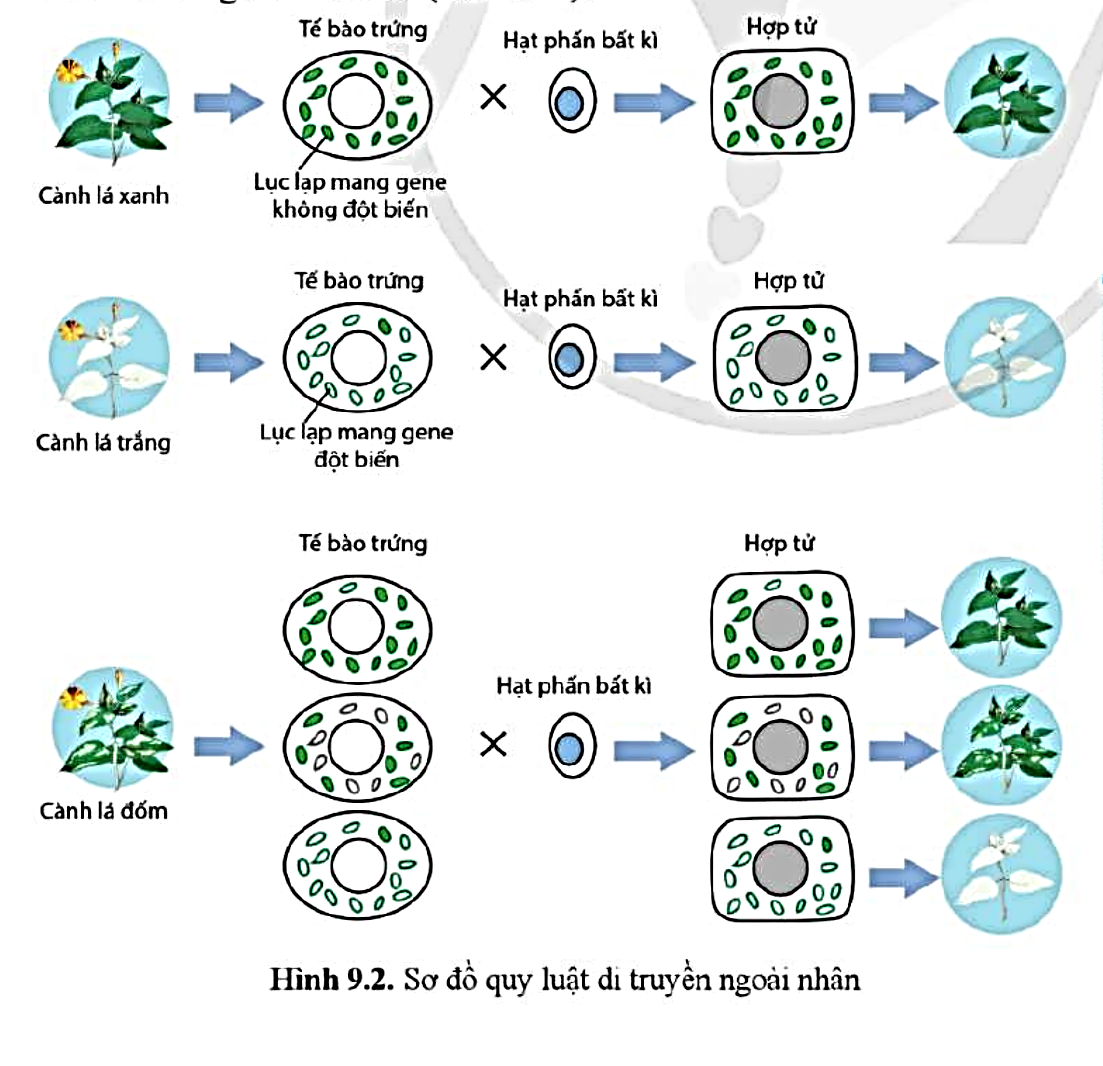 Tế bào trứng
Hạt phấn bất kì
Hợp tử
Lục lạp mang gene
không đột biến
Cành lá xanh
Tế bào trứng
Hạt phấn bất kì
Hợp tử
Lục lạp mang gene
đột biến
Cành lá trắng
Tế bào trứng
Hợp tử
Hạt phấn bất kì
Cành lá đốm
Hình 9.2. Sơ đồ quy luật di truyền ngoài nhân